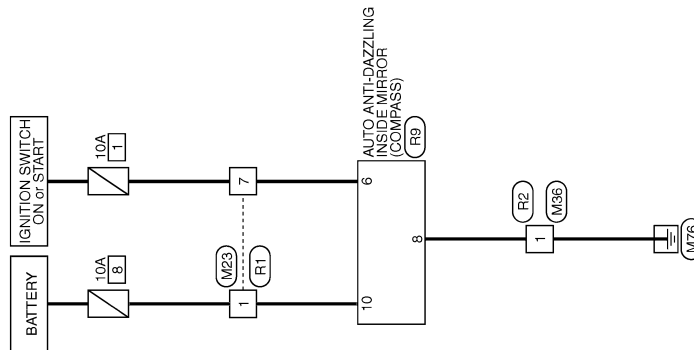 IGNITION SWITCH
ON or START
BATTERY
10A
1
10A
8
7
M23
1
R1
AUTO ANTI-DAZZLING
INSIDE MIRROR
(COMPASS)
R9
6
10
8
R2
1
M36
M76